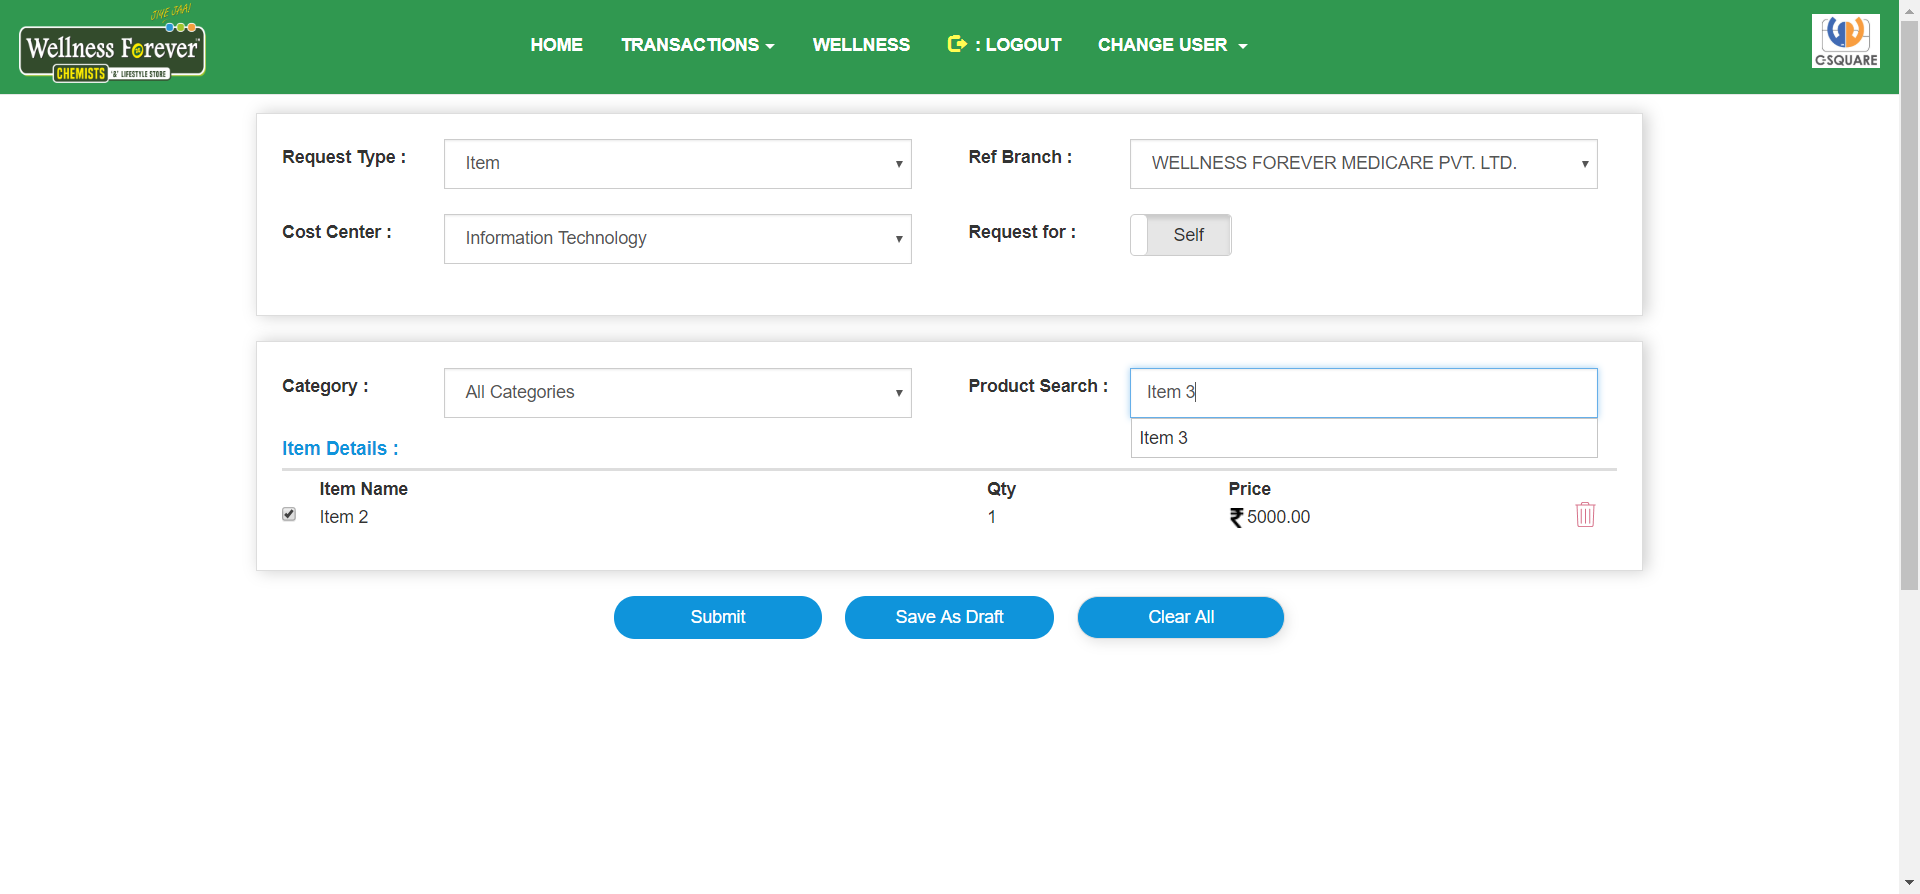 JIYE JAA!
Wellness Forever
CHEMISTS '&' LIFESTYLE STORE
HOME TRANSACTIONS WELLNESS : LOGOUT CHANGE USER
C-SQUARE
Request Type : Item Ref Branch : WELLNESS FOREVER MEDICARE PVT. LTD.
Cost Center : Information Technology Request for : Self
Category : All Categories Product Search : Item 3
Item 3
Item Details :
Item Name Qty Price
Item 2 1 ₹ 5000.00
Submit Save As Draft Clear All